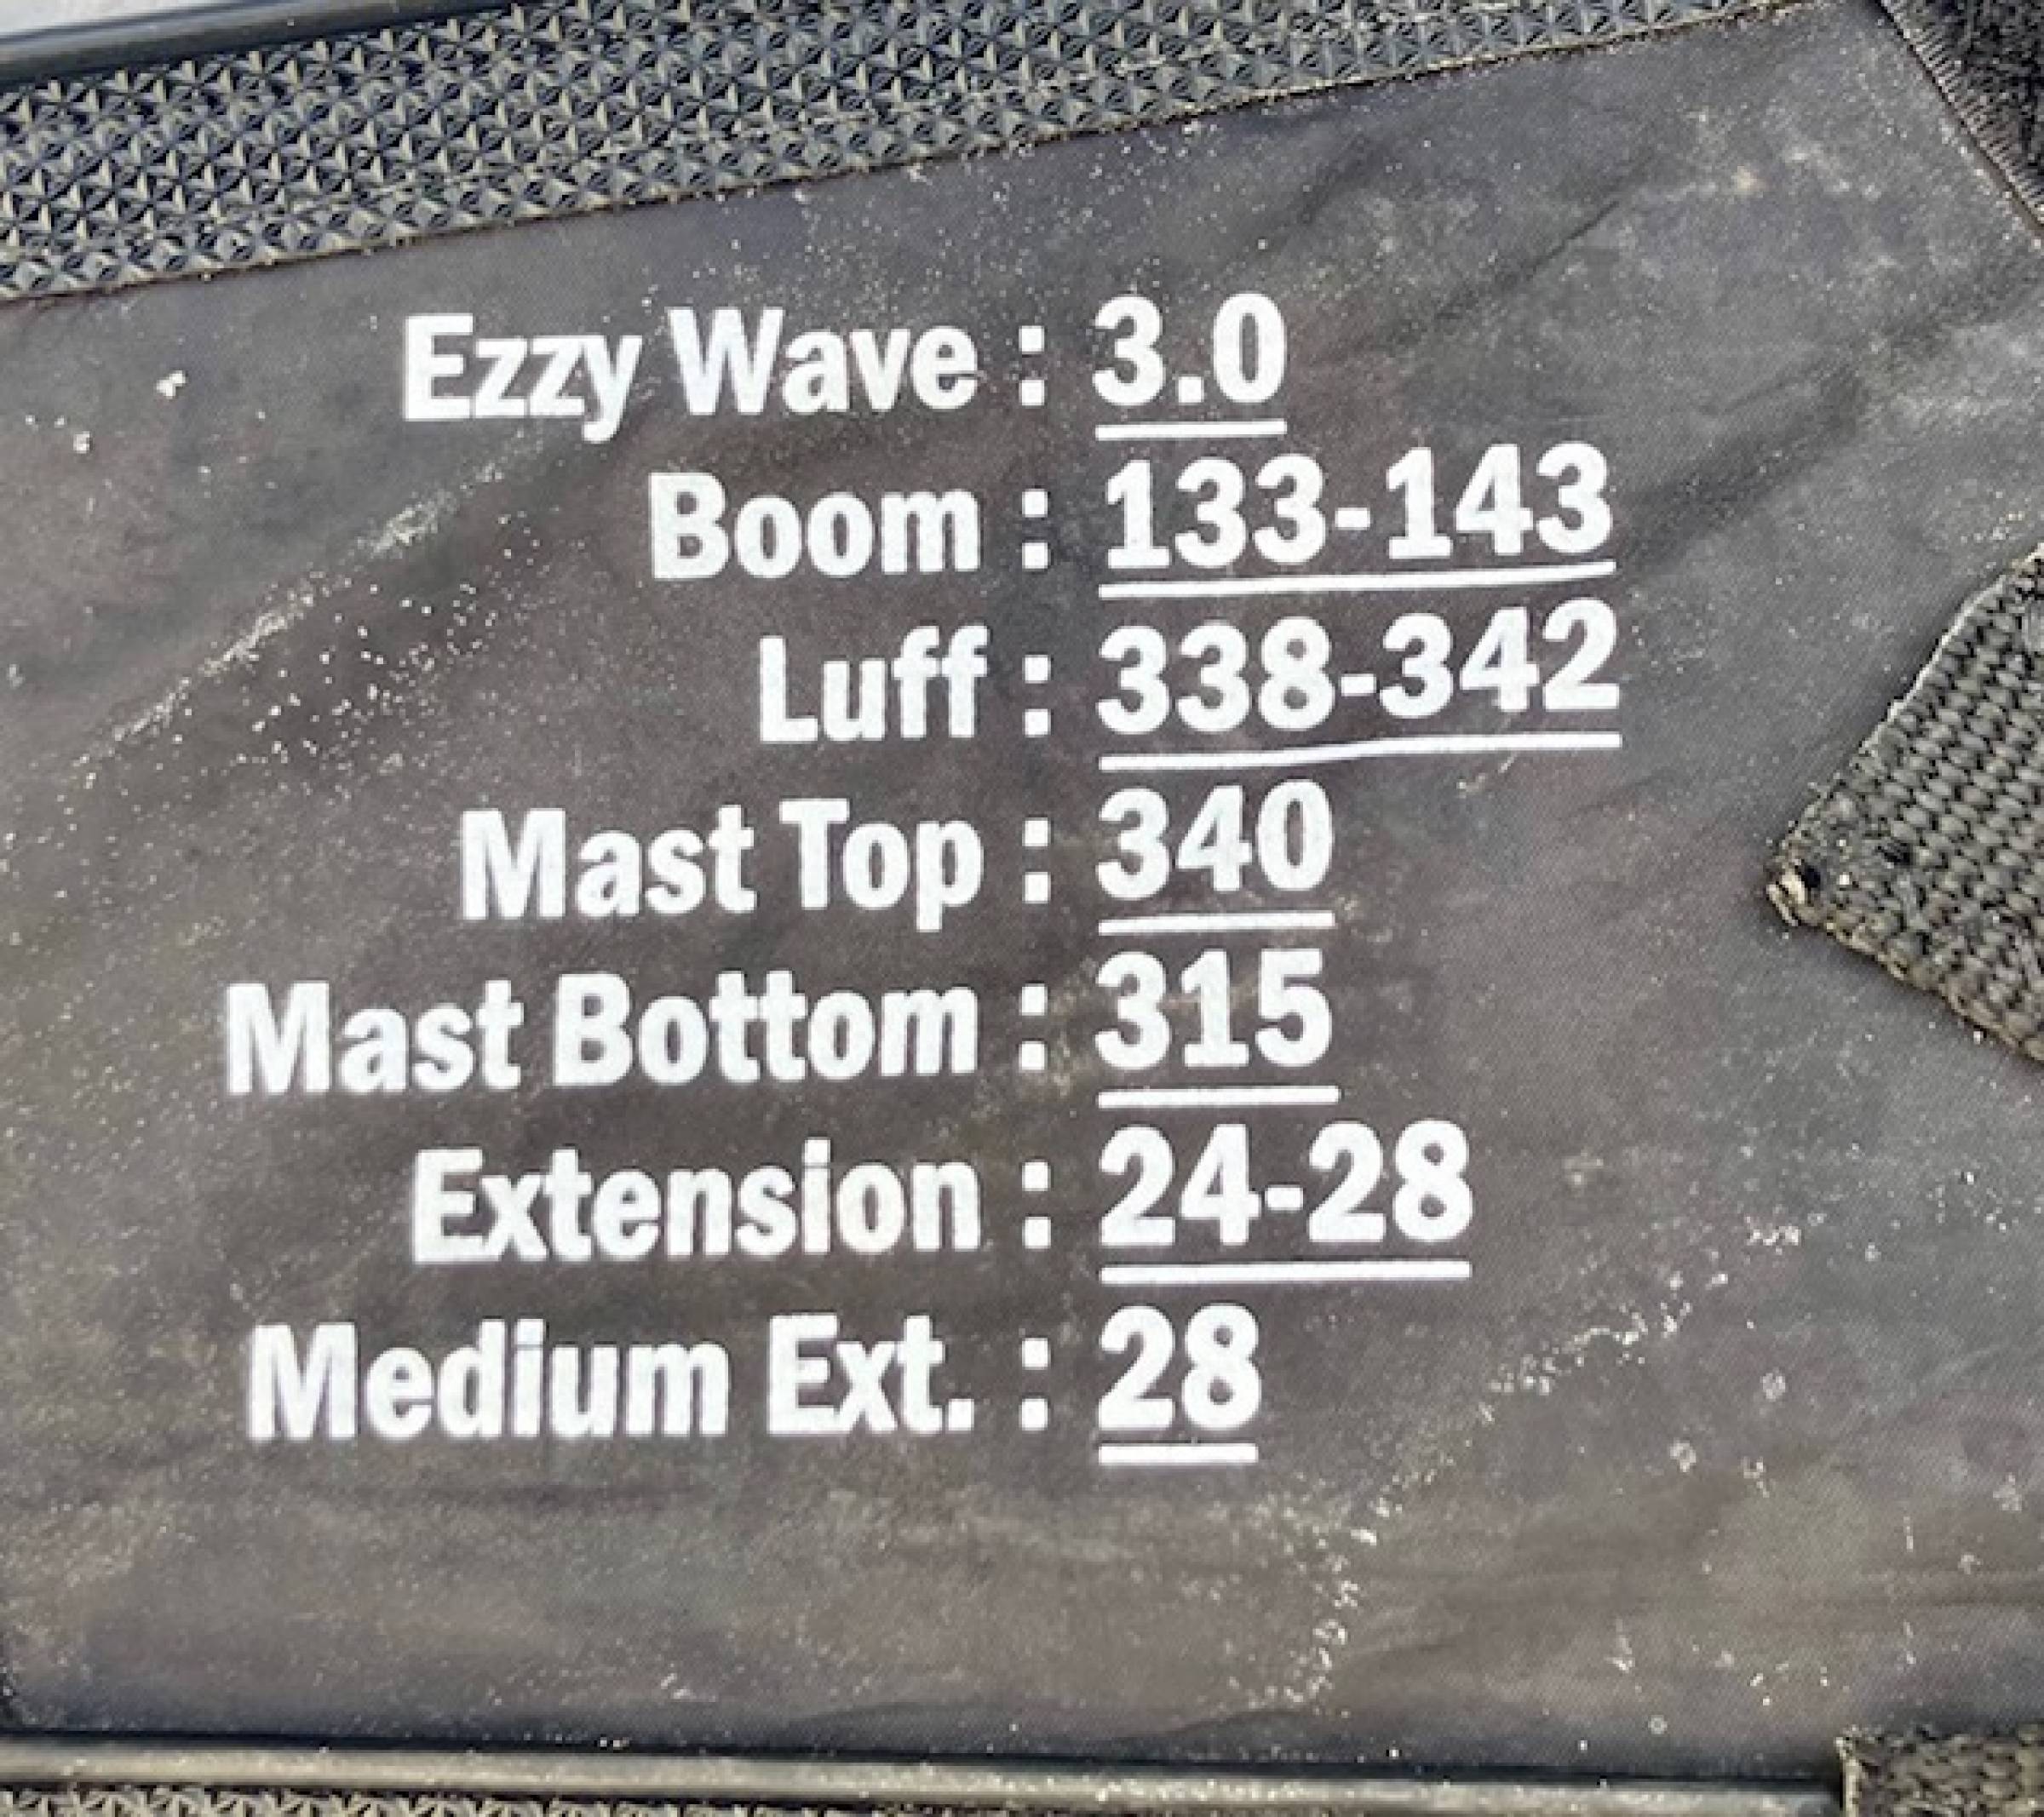 Ezzy Wave : 3.0
Boom : 133-143
Luff : 338-342
Mast Top : 340
Mast Bottom : 315
Extension : 24-28
Medium Ext. : 28